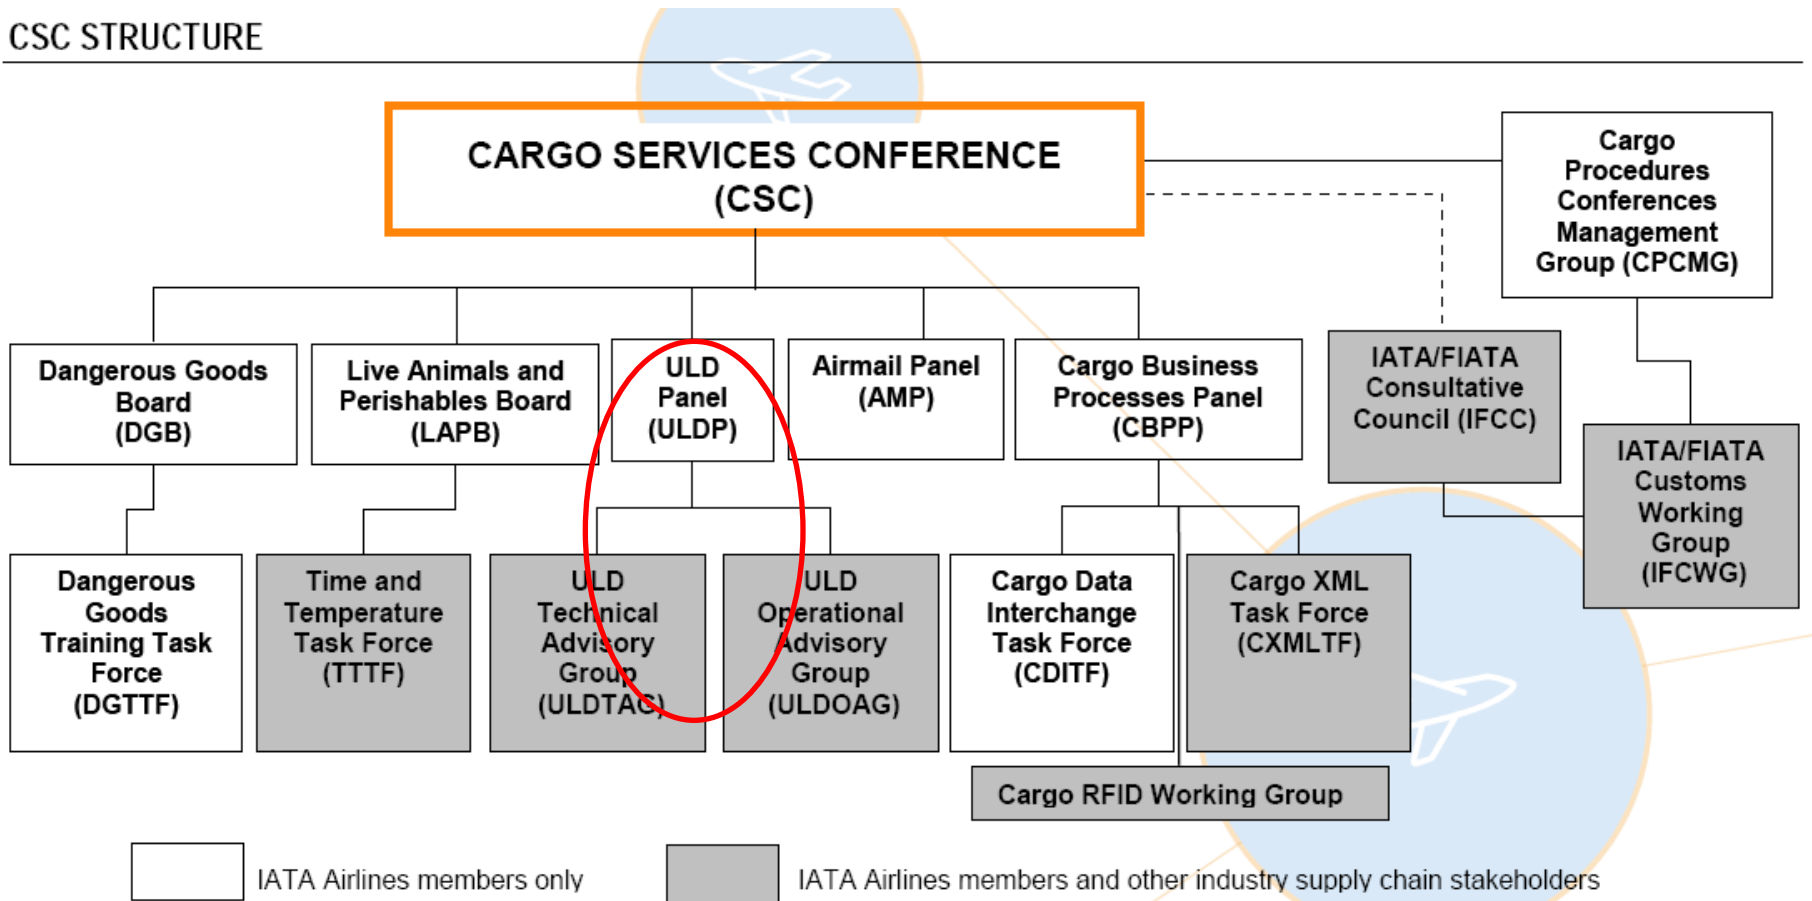 CSC STRUCTURE
CARGO SERVICES CONFERENCE
(CSC)
Cargo
Procedures
Conferences
Management
Group (CPCMG)
Dangerous Goods
Board
(DGB)
Live Animals and
Perishables Board
(LAPB)
ULD
Panel
(ULDP)
Airmail Panel
(AMP)
Cargo Business
Processes Panel
(CBPP)
IATA/FIATA
Consultative
Council (IFCC)
IATA/FIATA
Customs
Working
Group
(IFCWG)
Dangerous
Goods
Training Task
Force
(DGTTF)
Time and
Temperature
Task Force
(TTTF)
ULD
Technical
Advisory
Group
(ULDTAG)
ULD
Operational
Advisory
Group
(ULDOAG)
Cargo Data
Interchange
Task Force
(CDITF)
Cargo XML
Task Force
(CXMLTF)
Cargo RFID Working Group
IATA Airlines members only
IATA Airlines members and other industry supply chain stakeholders